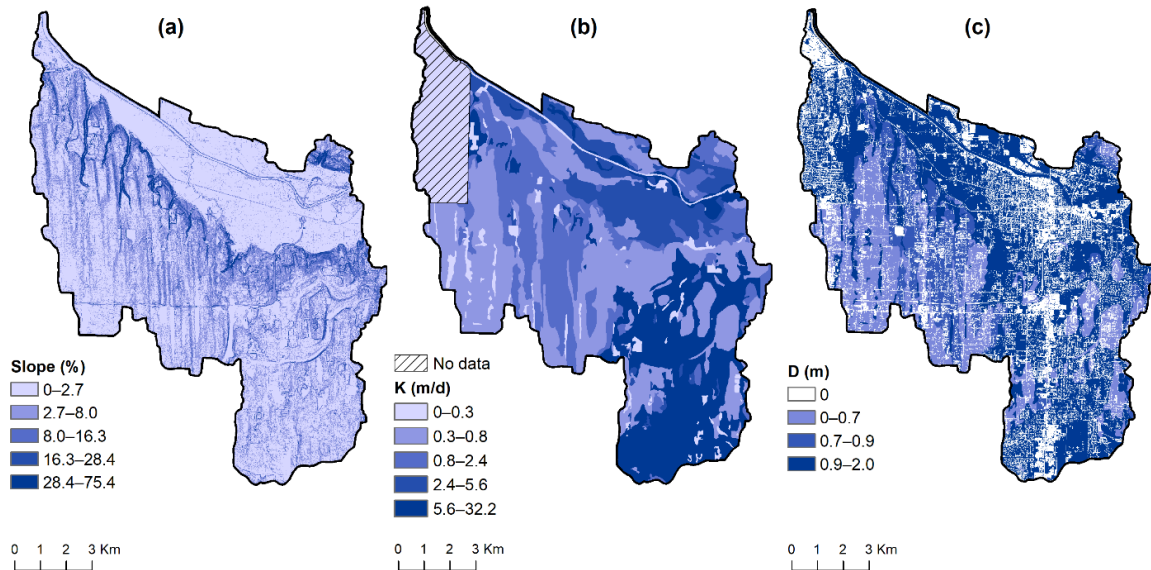 (a)
(b)
(c)
Slope (%)
0–2.7
2.7–8.0
8.0–16.3
16.3–28.4
28.4–75.4
0 1 2 3 Km
No data
K (m/d)
0–0.3
0.3–0.8
0.8–2.4
2.4–5.6
5.6–32.2
0 1 2 3 Km
D (m)
0
0–0.7
0.7–0.9
0.9–2.0
0 1 2 3 Km